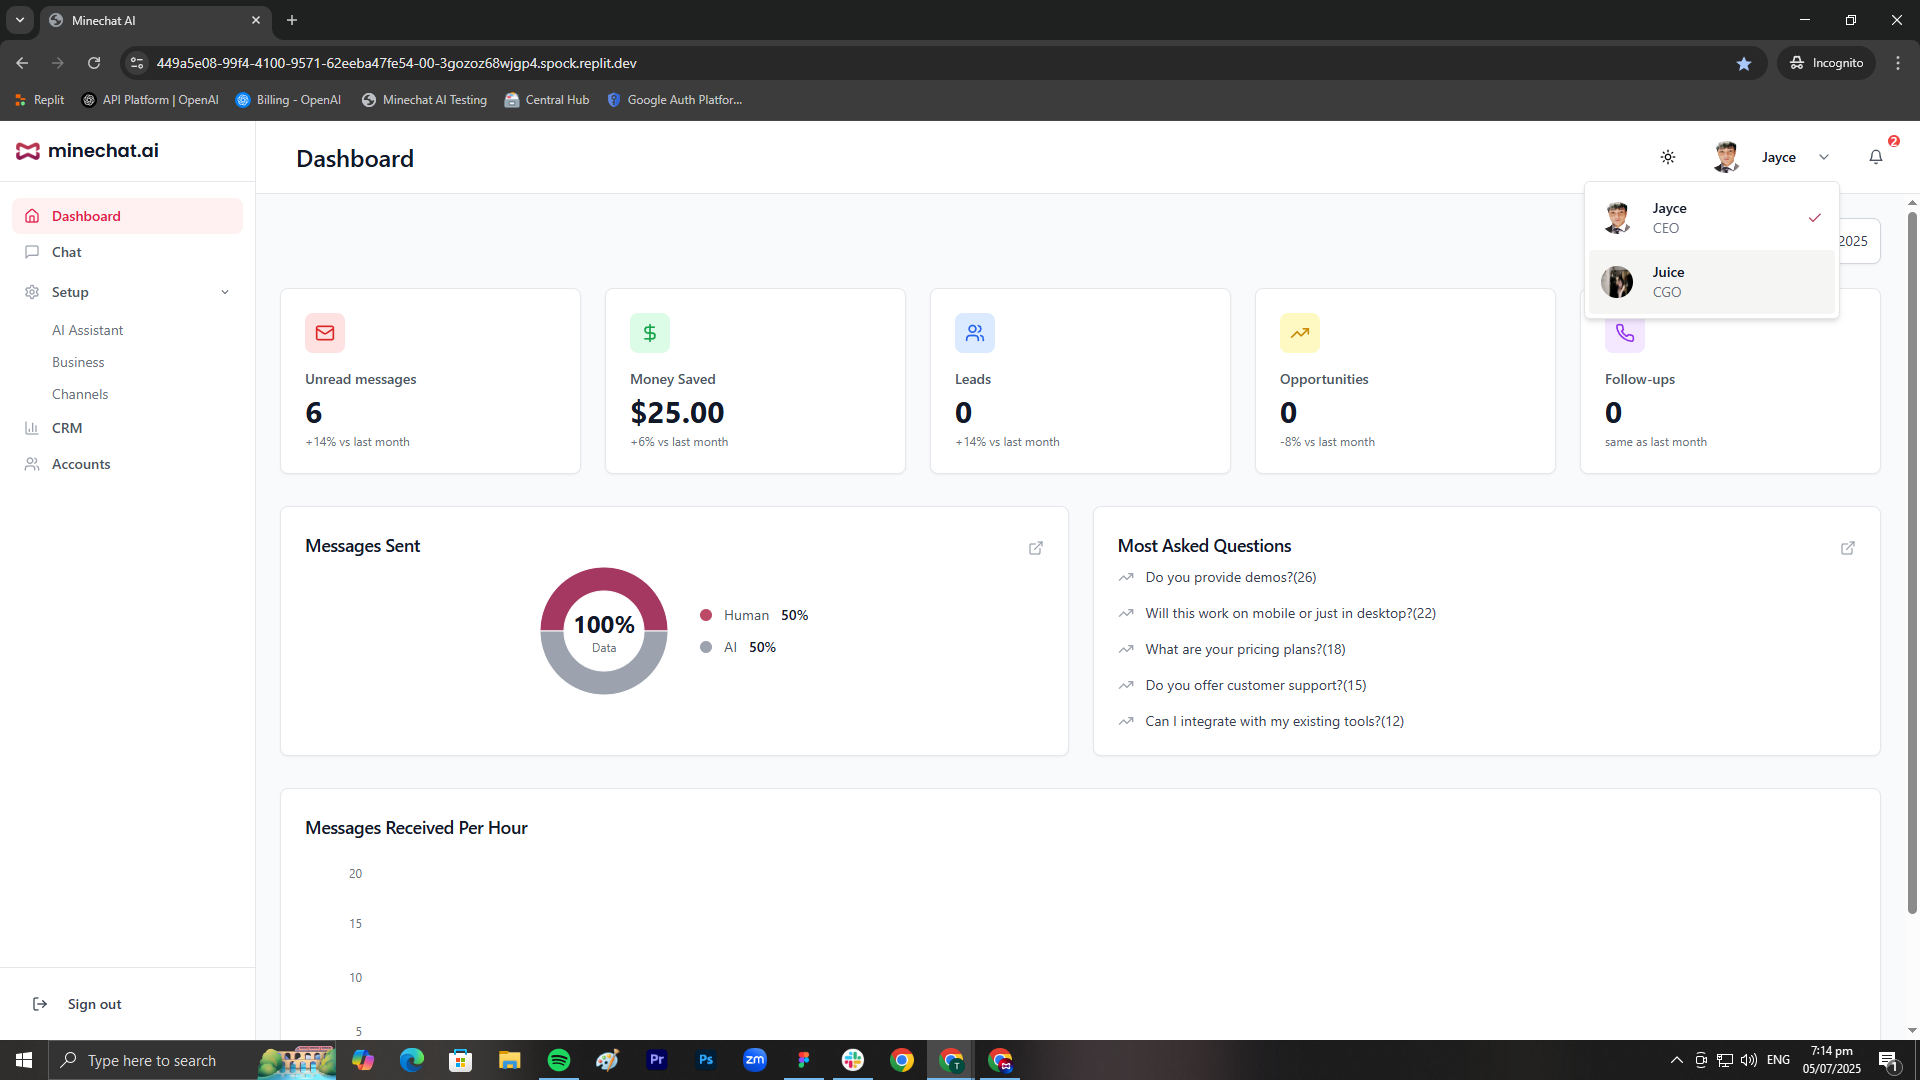 Minechat AI
449a5e08-99f4-4100-9571-62eeba47fe54-00-3gozoz68wjgp4.spock.replit.dev
Incognito
Replit
API Platform | OpenAI
Billing - OpenAI
Minechat AI Testing
Central Hub
Google Auth Platfor...
minechat.ai
Dashboard
Chat
Setup
AI Assistant
Business
Channels
CRM
Accounts
Sign out
Dashboard
Jayce
2
Jayce
CEO
Juice
CGO
2025
Unread messages
6
+14% vs last month
Money Saved
$25.00
+6% vs last month
Leads
0
+14% vs last month
Opportunities
0
-8% vs last month
Follow-ups
0
same as last month
Messages Sent
100%
Data
Human 50%
AI 50%
Most Asked Questions
Do you provide demos?(26)
Will this work on mobile or just in desktop?(22)
What are your pricing plans?(18)
Do you offer customer support?(15)
Can I integrate with my existing tools?(12)
Messages Received Per Hour
20
15
10
5
Type here to search
Pr
Ps
zm
T
ENG
7:14 pm
05/07/2025
1